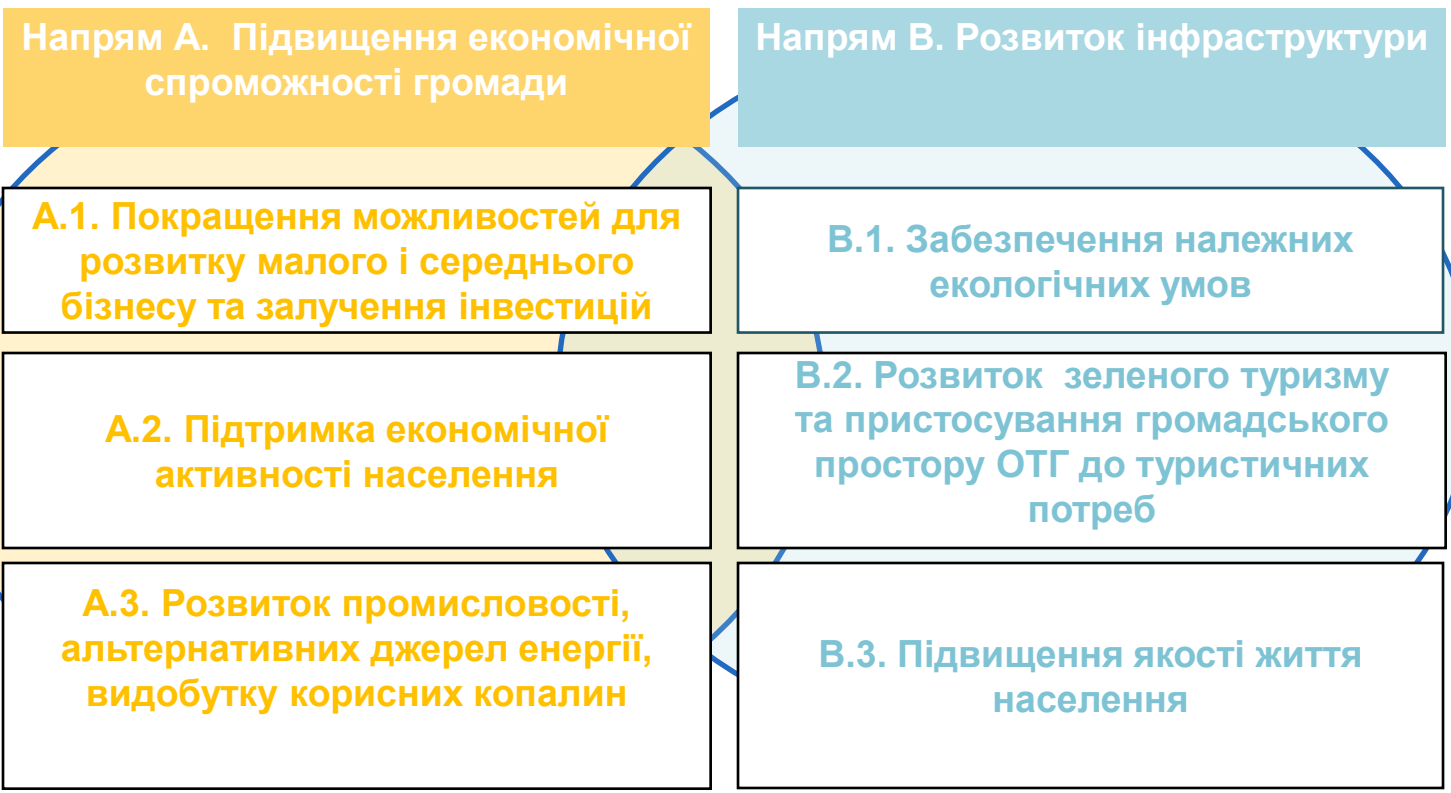 Напрям А.  Підвищення економічної
спроможності громади
Напрям В. Розвиток інфраструктури
А.1. Покращення можливостей для
розвитку малого і середнього
бізнесу та залучення інвестицій
В.1. Забезпечення належних
екологічних умов
А.2. Підтримка економічної
активності населення
В.2. Розвиток  зеленого туризму
та пристосування громадського
простору ОТГ до туристичних
потреб
А.3. Розвиток промисловості,
альтернативних джерел енергії,
видобутку корисних копалин
В.3. Підвищення якості життя
населення